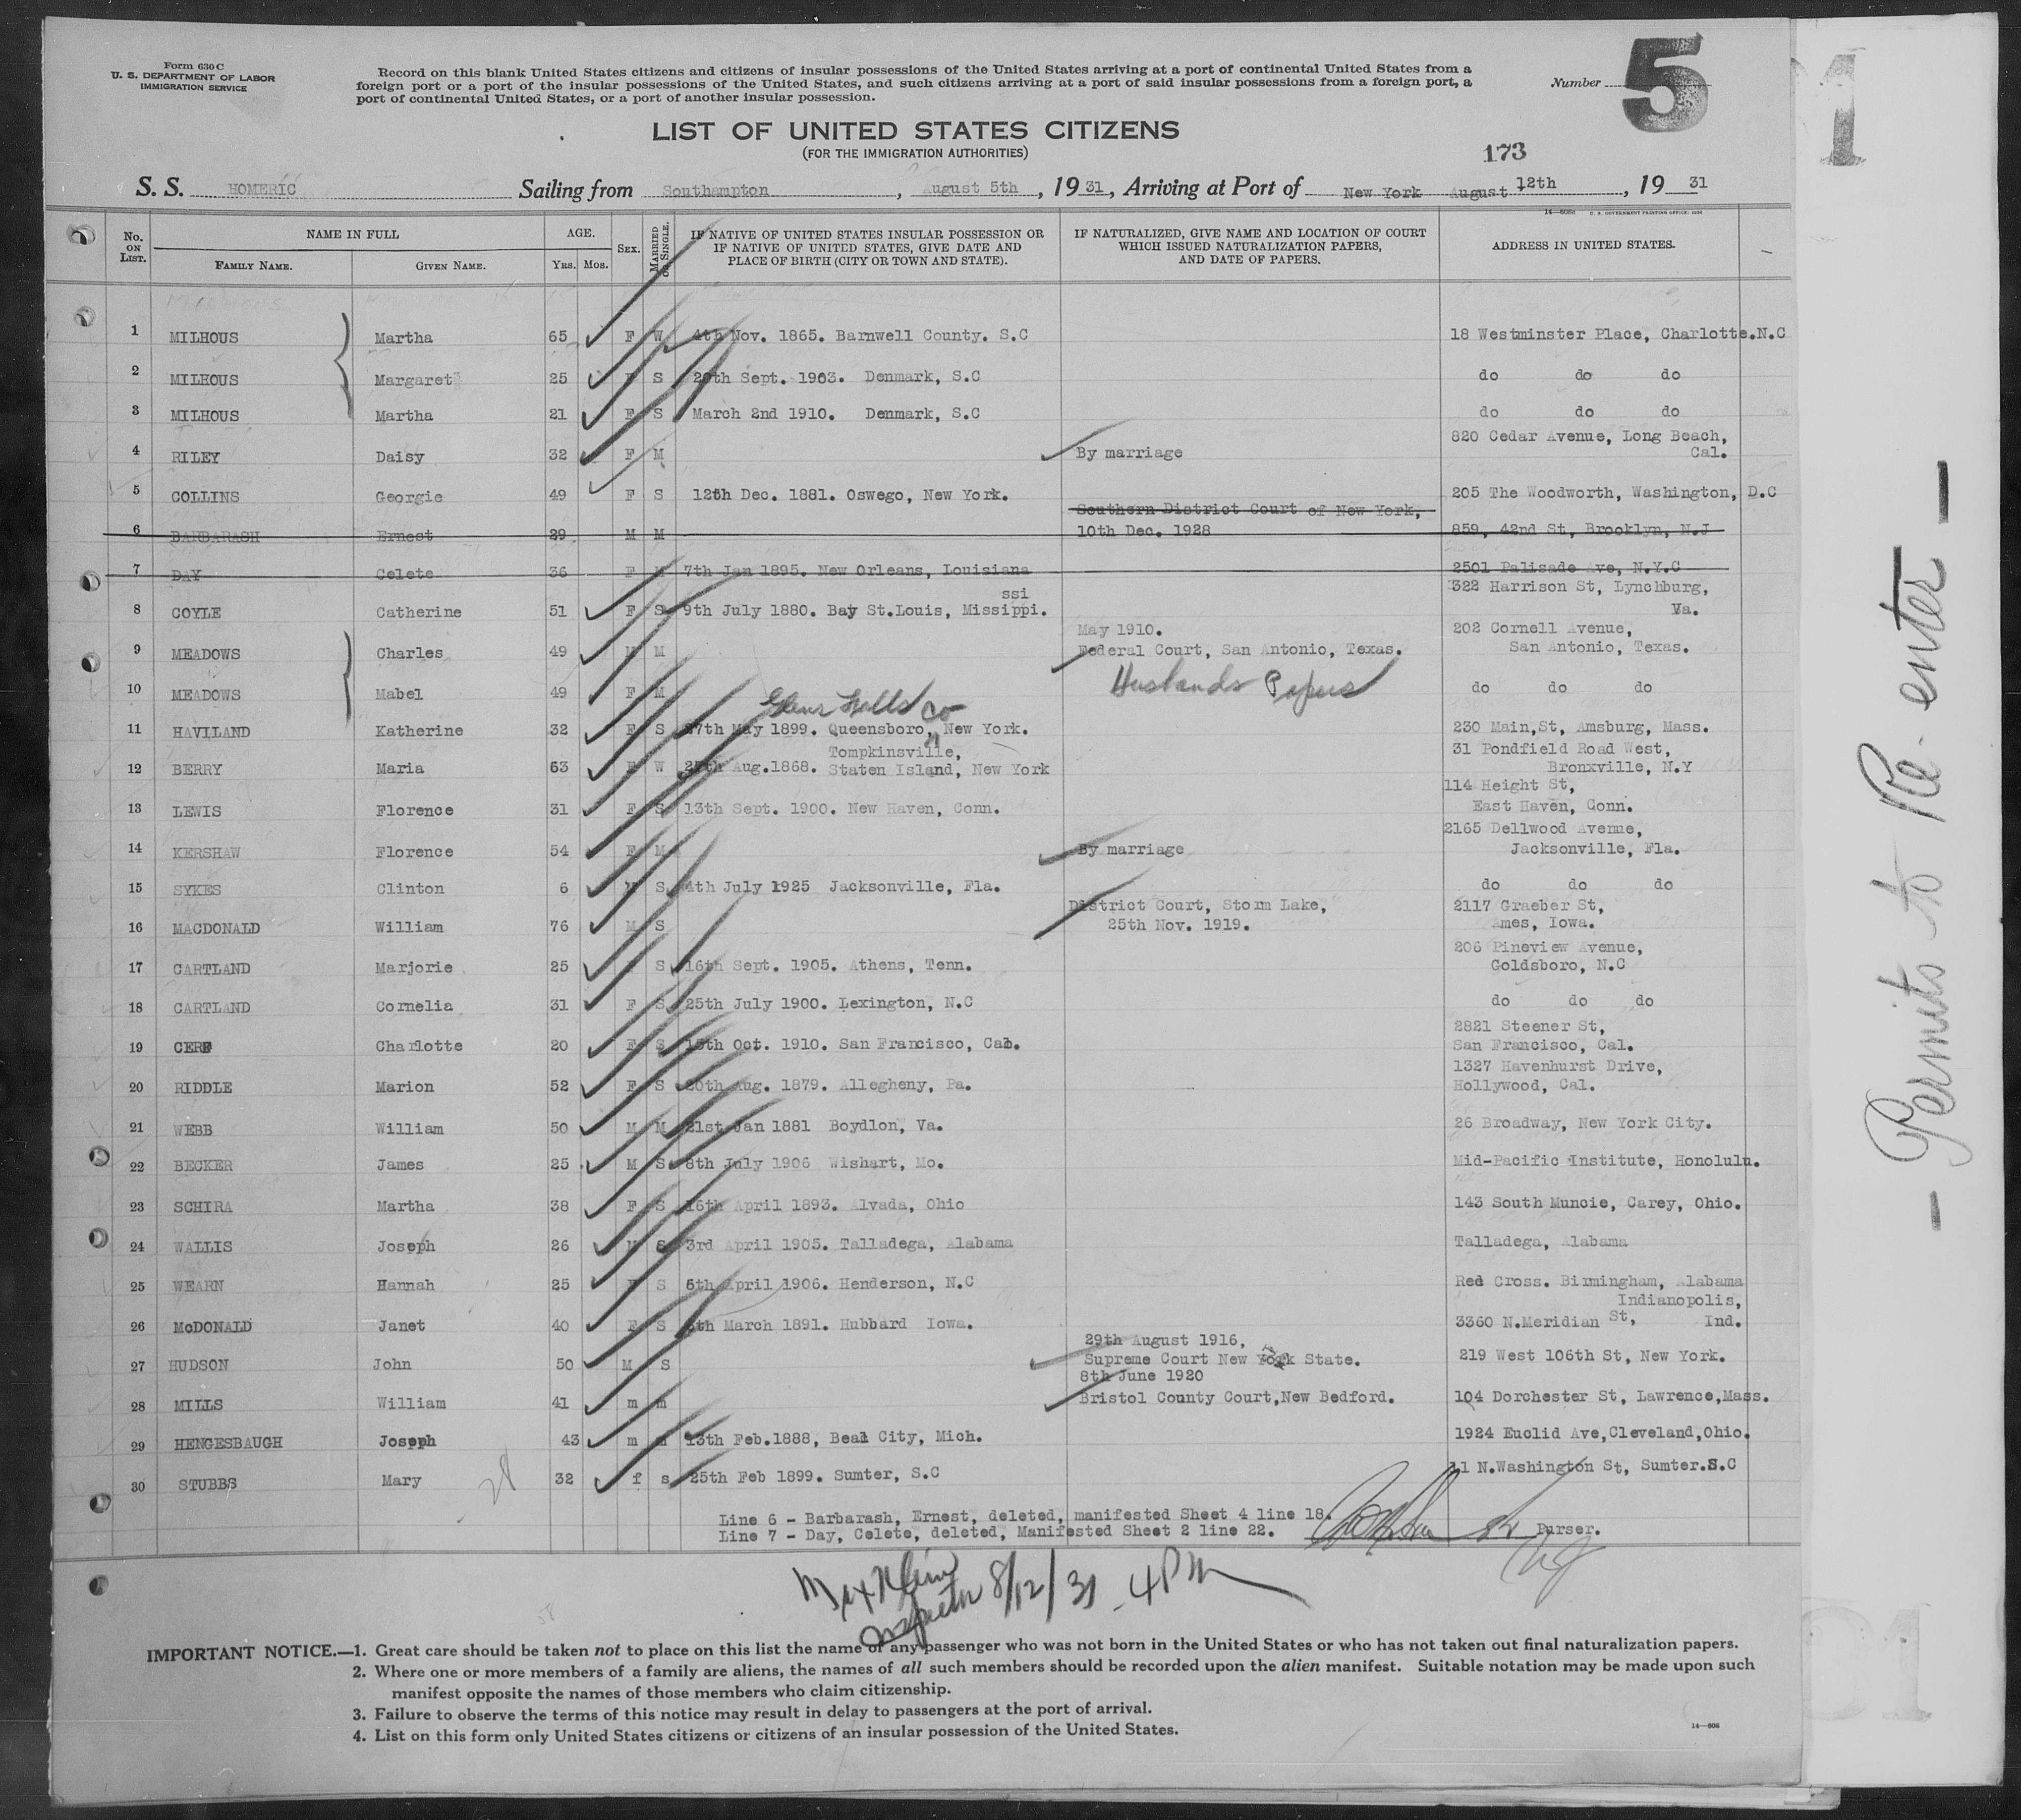 Form 630 C
U. S. DEPARTMENT OF LABOR
IMMIGRATION SERVICE
Record on this blank United States citizens and citizens of insular possessions of the United States arriving at a port of continental United States from a
foreign port or a port of the insular possessions of the United States, and such citizens arriving at a port of said insular possessions from a foreign port, a
port of continental United States, or a port of another insular possession.
Number 5
LIST OF UNITED STATES CITIZENS
(FOR THE IMMIGRATION AUTHORITIES)
173
S. S. HOMERIC Sailing from Southampton, August 5th, 1931, Arriving at Port of New York August 12th, 1931
No. ON LIST. NAME IN FULL FAMILY NAME. GIVEN NAME. AGE. YRS. MOS. SEX. MARRIED OR SINGLE. IF NATIVE OF UNITED STATES INSULAR POSSESSION OR IF NATIVE OF UNITED STATES, GIVE DATE AND PLACE OF BIRTH (CITY OR TOWN AND STATE). IF NATURALIZED, GIVE NAME AND LOCATION OF COURT WHICH ISSUED NATURALIZATION PAPERS, AND DATE OF PAPERS. ADDRESS IN UNITED STATES.
1 MILHOUS Martha 65 F W 4th Nov. 1865. Barnwell County. S.C 18 Westminster Place, Charlotte.N.C
2 MILHOUS Margaret 25 F S 20th Sept. 1903. Denmark, S.C do do do
3 MILHOUS Martha 21 F S March 2nd 1910. Denmark, S.C do do do
4 RILEY Daisy 32 F M By marriage 820 Cedar Avenue, Long Beach, Cal.
5 COLLINS Georgie 49 F S 12th Dec. 1881. Oswego, New York. 205 The Woodworth, Washington, D.C
6 BARBARASH Ernest 29 M M Southern District Court of New York, 10th Dec. 1928 859, 42nd St, Brooklyn, N.J
7 DAY Celete 36 F M 7th Jan 1895. New Orleans, Louisiana 2501 Palisade Ave, N.Y.C
8 COYLE Catherine 51 F S 9th July 1880. Bay St.Louis, Missippi. ssi 322 Harrison St, Lynchburg, Va.
9 MEADOWS Charles 49 M M May 1910. Federal Court, San Antonio, Texas. 202 Cornell Avenue, San Antonio, Texas.
10 MEADOWS Mabel 49 F M Husbands Papers do do do
Glens Falls Co
11 HAVILAND Katherine 32 F S 27th May 1899. Queensboro, New York. 230 Main,St, Amsburg, Mass.
12 BERRY Maria 63 F W Aug.1868. Tompkinsville, Staten Island, New York 31 Pondfield Road West, Bronxville, N.Y
13 LEWIS Florence 31 F S 13th Sept. 1900. New Haven, Conn. 114 Height St, East Haven, Conn.
14 KERSHAW Florence 54 F M By marriage 2165 Dellwood Avenue, Jacksonville, Fla.
15 SYKES Clinton 6 M S 4th July 1925 Jacksonville, Fla. do do do
16 MACDONALD William 76 M S District Court, Storm Lake, 25th Nov. 1919. 2117 Graeber St, Ames, Iowa.
17 CARTLAND Marjorie 25 F S 16th Sept. 1905. Athens, Tenn. 206 Pineview Avenue, Goldsboro, N.C
18 CARTLAND Cornelia 31 F S 25th July 1900. Lexington, N.C do do do
19 CERF Charlotte 20 F S 15th Oct. 1910. San Francisco, Cal. 2821 Steener St, San Francisco, Cal.
20 RIDDLE Marion 52 F S 20th Aug. 1879. Allegheny, Pa. 1327 Havenhurst Drive, Hollywood, Cal.
21 WEBB William 50 M M 21st Jan 1881 Boydlon, Va. 26 Broadway, New York City.
22 BECKER James 25 M S 8th July 1906 Wishart, Mo. Mid-Pacific Institute, Honolulu.
23 SCHIRA Martha 38 F S 16th April 1893. Alvada, Ohio 143 South Muncie, Carey, Ohio.
24 WALLIS Joseph 26 M S 3rd April 1905. Talladega, Alabama Talladega, Alabama
25 WEARN Hannah 25 F S 6th April 1906. Henderson, N.C Red Cross. Birmingham, Alabama
26 McDONALD Janet 40 F S 5th March 1891. Hubbard Iowa. 3360 N.Meridian St, Indianopolis, Ind.
27 HUDSON John 50 M S 29th August 1916, Supreme Court New York State. 219 West 106th St, New York.
28 MILLS William 41 m m 8th June 1920 Bristol County Court,New Bedford. 104 Dorchester St, Lawrence,Mass.
29 HENGESBAUGH Joseph 43 m m 13th Feb.1888, Beal City, Mich. 1924 Euclid Ave,Cleveland,Ohio.
30 STUBBS Mary 32 f s 25th Feb 1899. Sumter, S.C 11 N.Washington St, Sumter.S.C
28
Line 6 - Barbarash, Ernest, deleted, manifested Sheet 4 line 18.
Line 7 - Day, Celete, deleted, Manifested Sheet 2 line 22.
Purser.
Inspector 8/12/31 - 4 PM
IMPORTANT NOTICE.—1. Great care should be taken not to place on this list the name of any passenger who was not born in the United States or who has not taken out final naturalization papers.
2. Where one or more members of a family are aliens, the names of all such members should be recorded upon the alien manifest. Suitable notation may be made upon such
manifest opposite the names of those members who claim citizenship.
3. Failure to observe the terms of this notice may result in delay to passengers at the port of arrival.
4. List on this form only United States citizens or citizens of an insular possession of the United States.
- Permits to Re-enter -